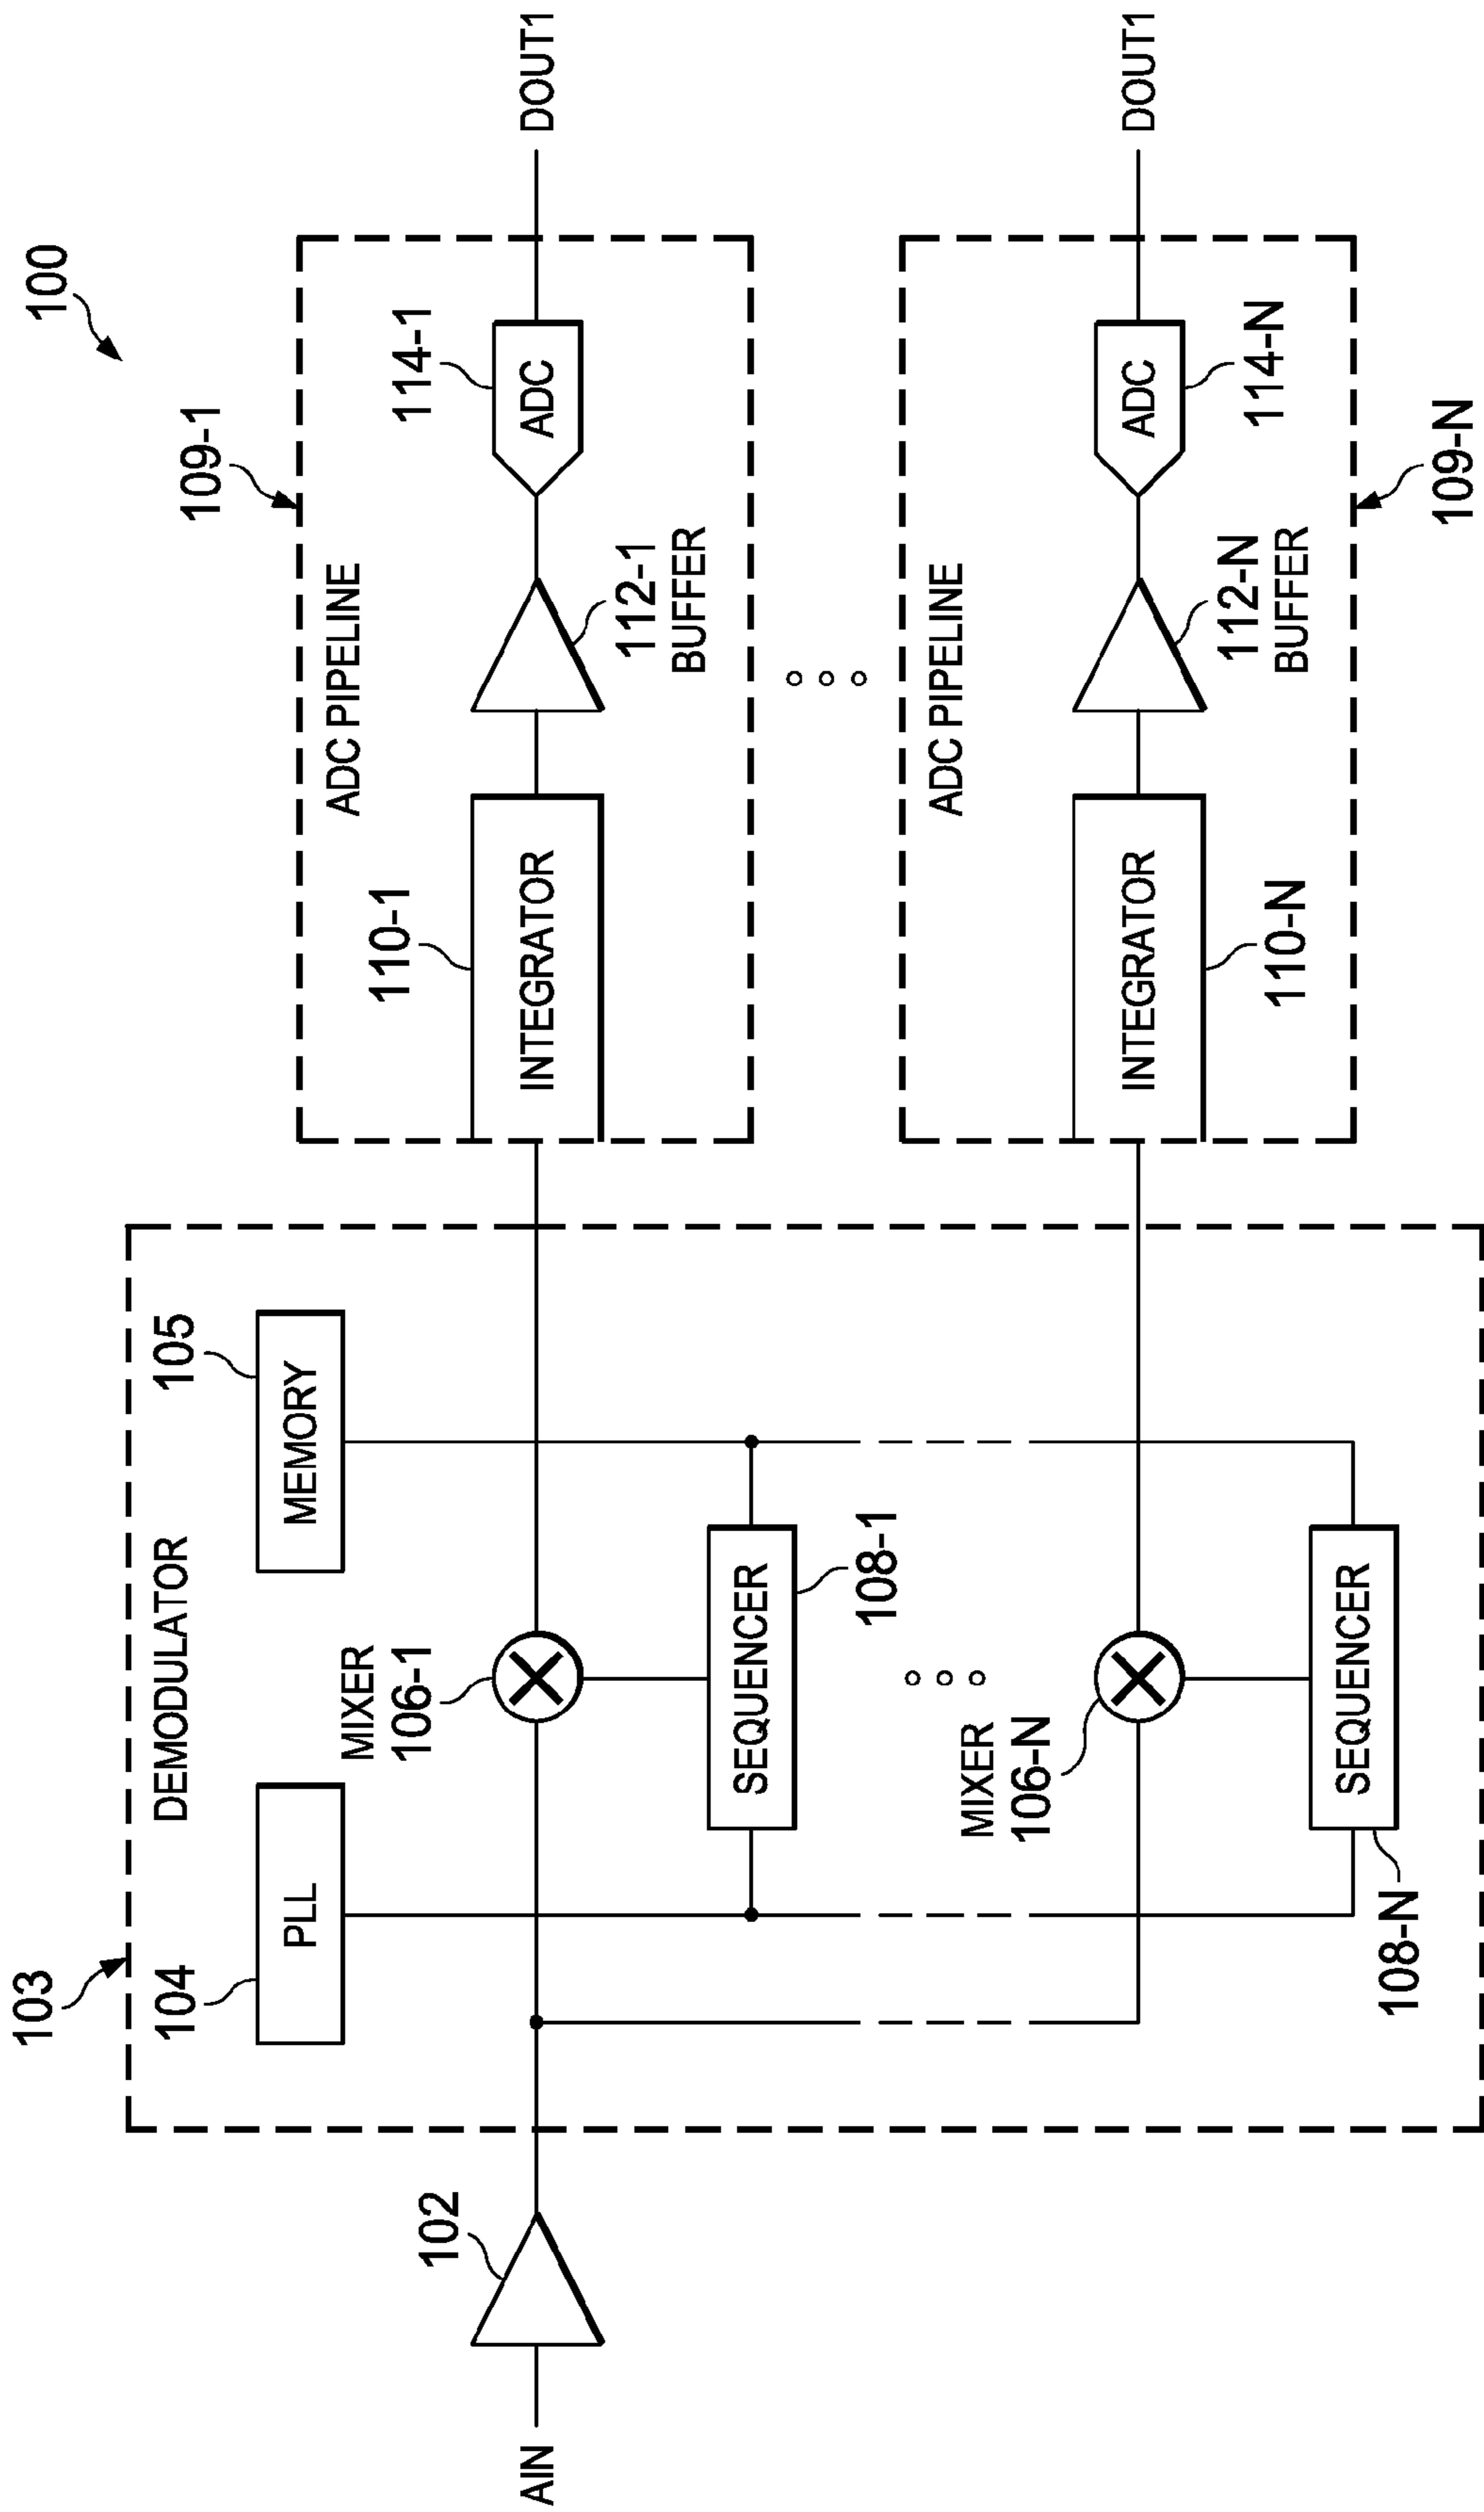 100
103
DEMODULATOR
104
PLL
105
MEMORY
MIXER
106-1
SEQUENCER
108-1
MIXER
106-N
SEQUENCER
108-N
AIN
102
109-1
ADC PIPELINE
110-1
INTEGRATOR
112-1
BUFFER
114-1
ADC
DOUT1
ADC PIPELINE
INTEGRATOR
110-N
112-N
BUFFER
ADC
114-N
109-N
DOUT1